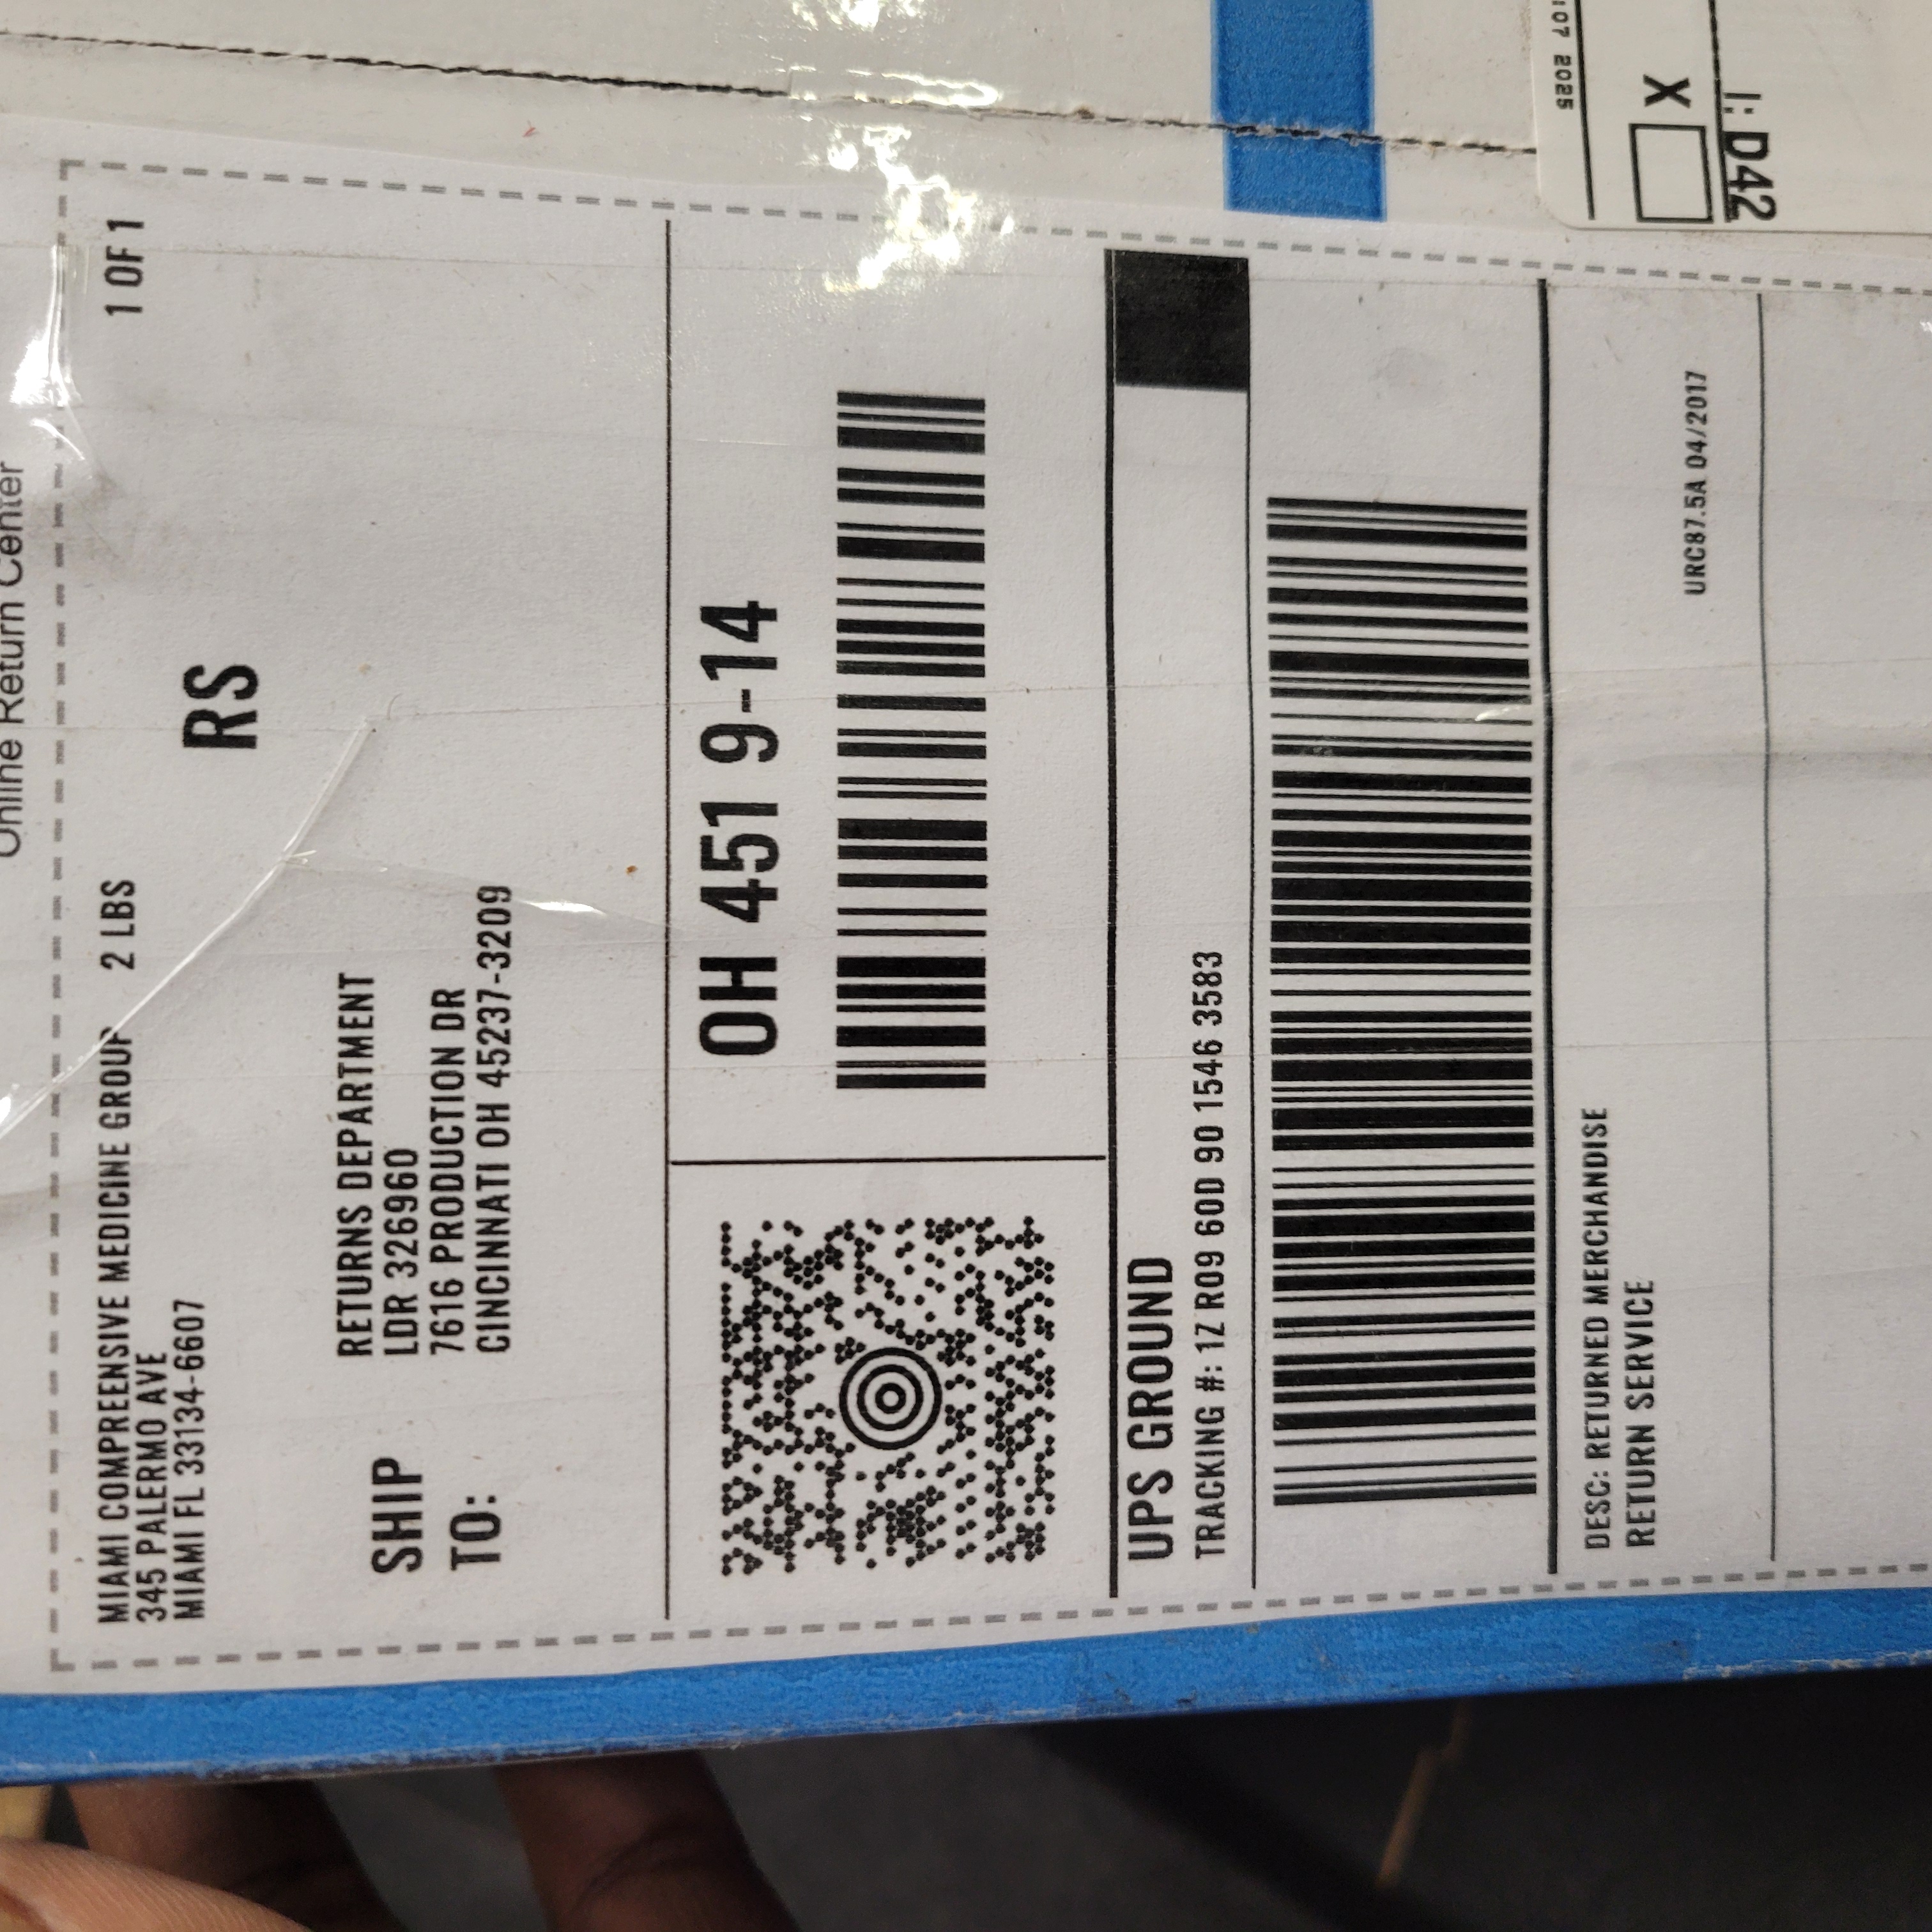 Online Return Center
MIAMI COMPREENSIVE MEDICINE GROUP 2 LBS 1 OF 1
345 PALERMO AVE
MIAMI FL 33134-6607
RS
SHIP
TO:
RETURNS DEPARTMENT
LDR 326960
7616 PRODUCTION DR
CINCINNATI OH 45237-3209
OH 451 9-14
UPS GROUND
TRACKING #: 1Z R09 60D 90 1546 3583
DESC: RETURNED MERCHANDISE
RETURN SERVICE
URC87.5A 04/2017
:07 2025
X
I: D42